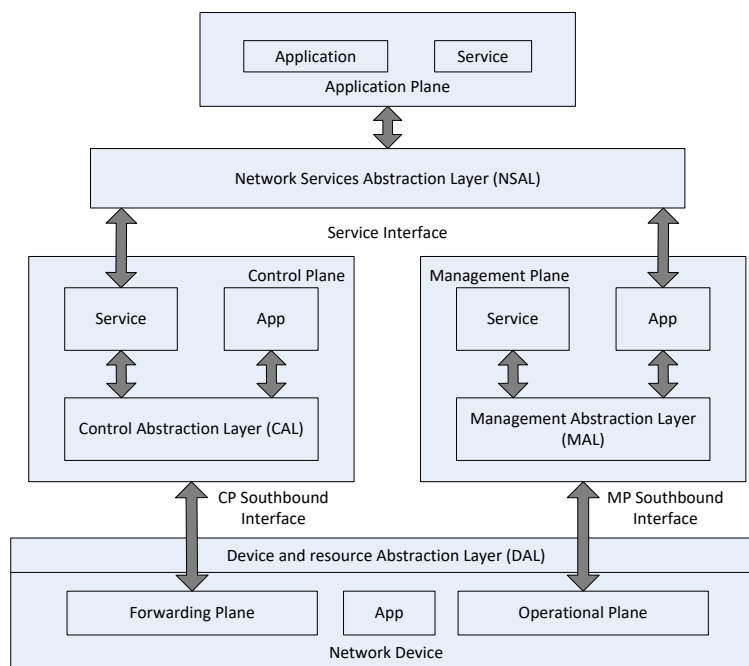 Application
Service
Application Plane
Network Services Abstraction Layer (NSAL)
Service Interface
Control Plane
Service
App
Control Abstraction Layer (CAL)
Management Plane
Service
App
Management Abstraction Layer
(MAL)
CP Southbound
Interface
MP Southbound
Interface
Device and resource Abstraction Layer (DAL)
Forwarding Plane
App
Operational Plane
Network Device